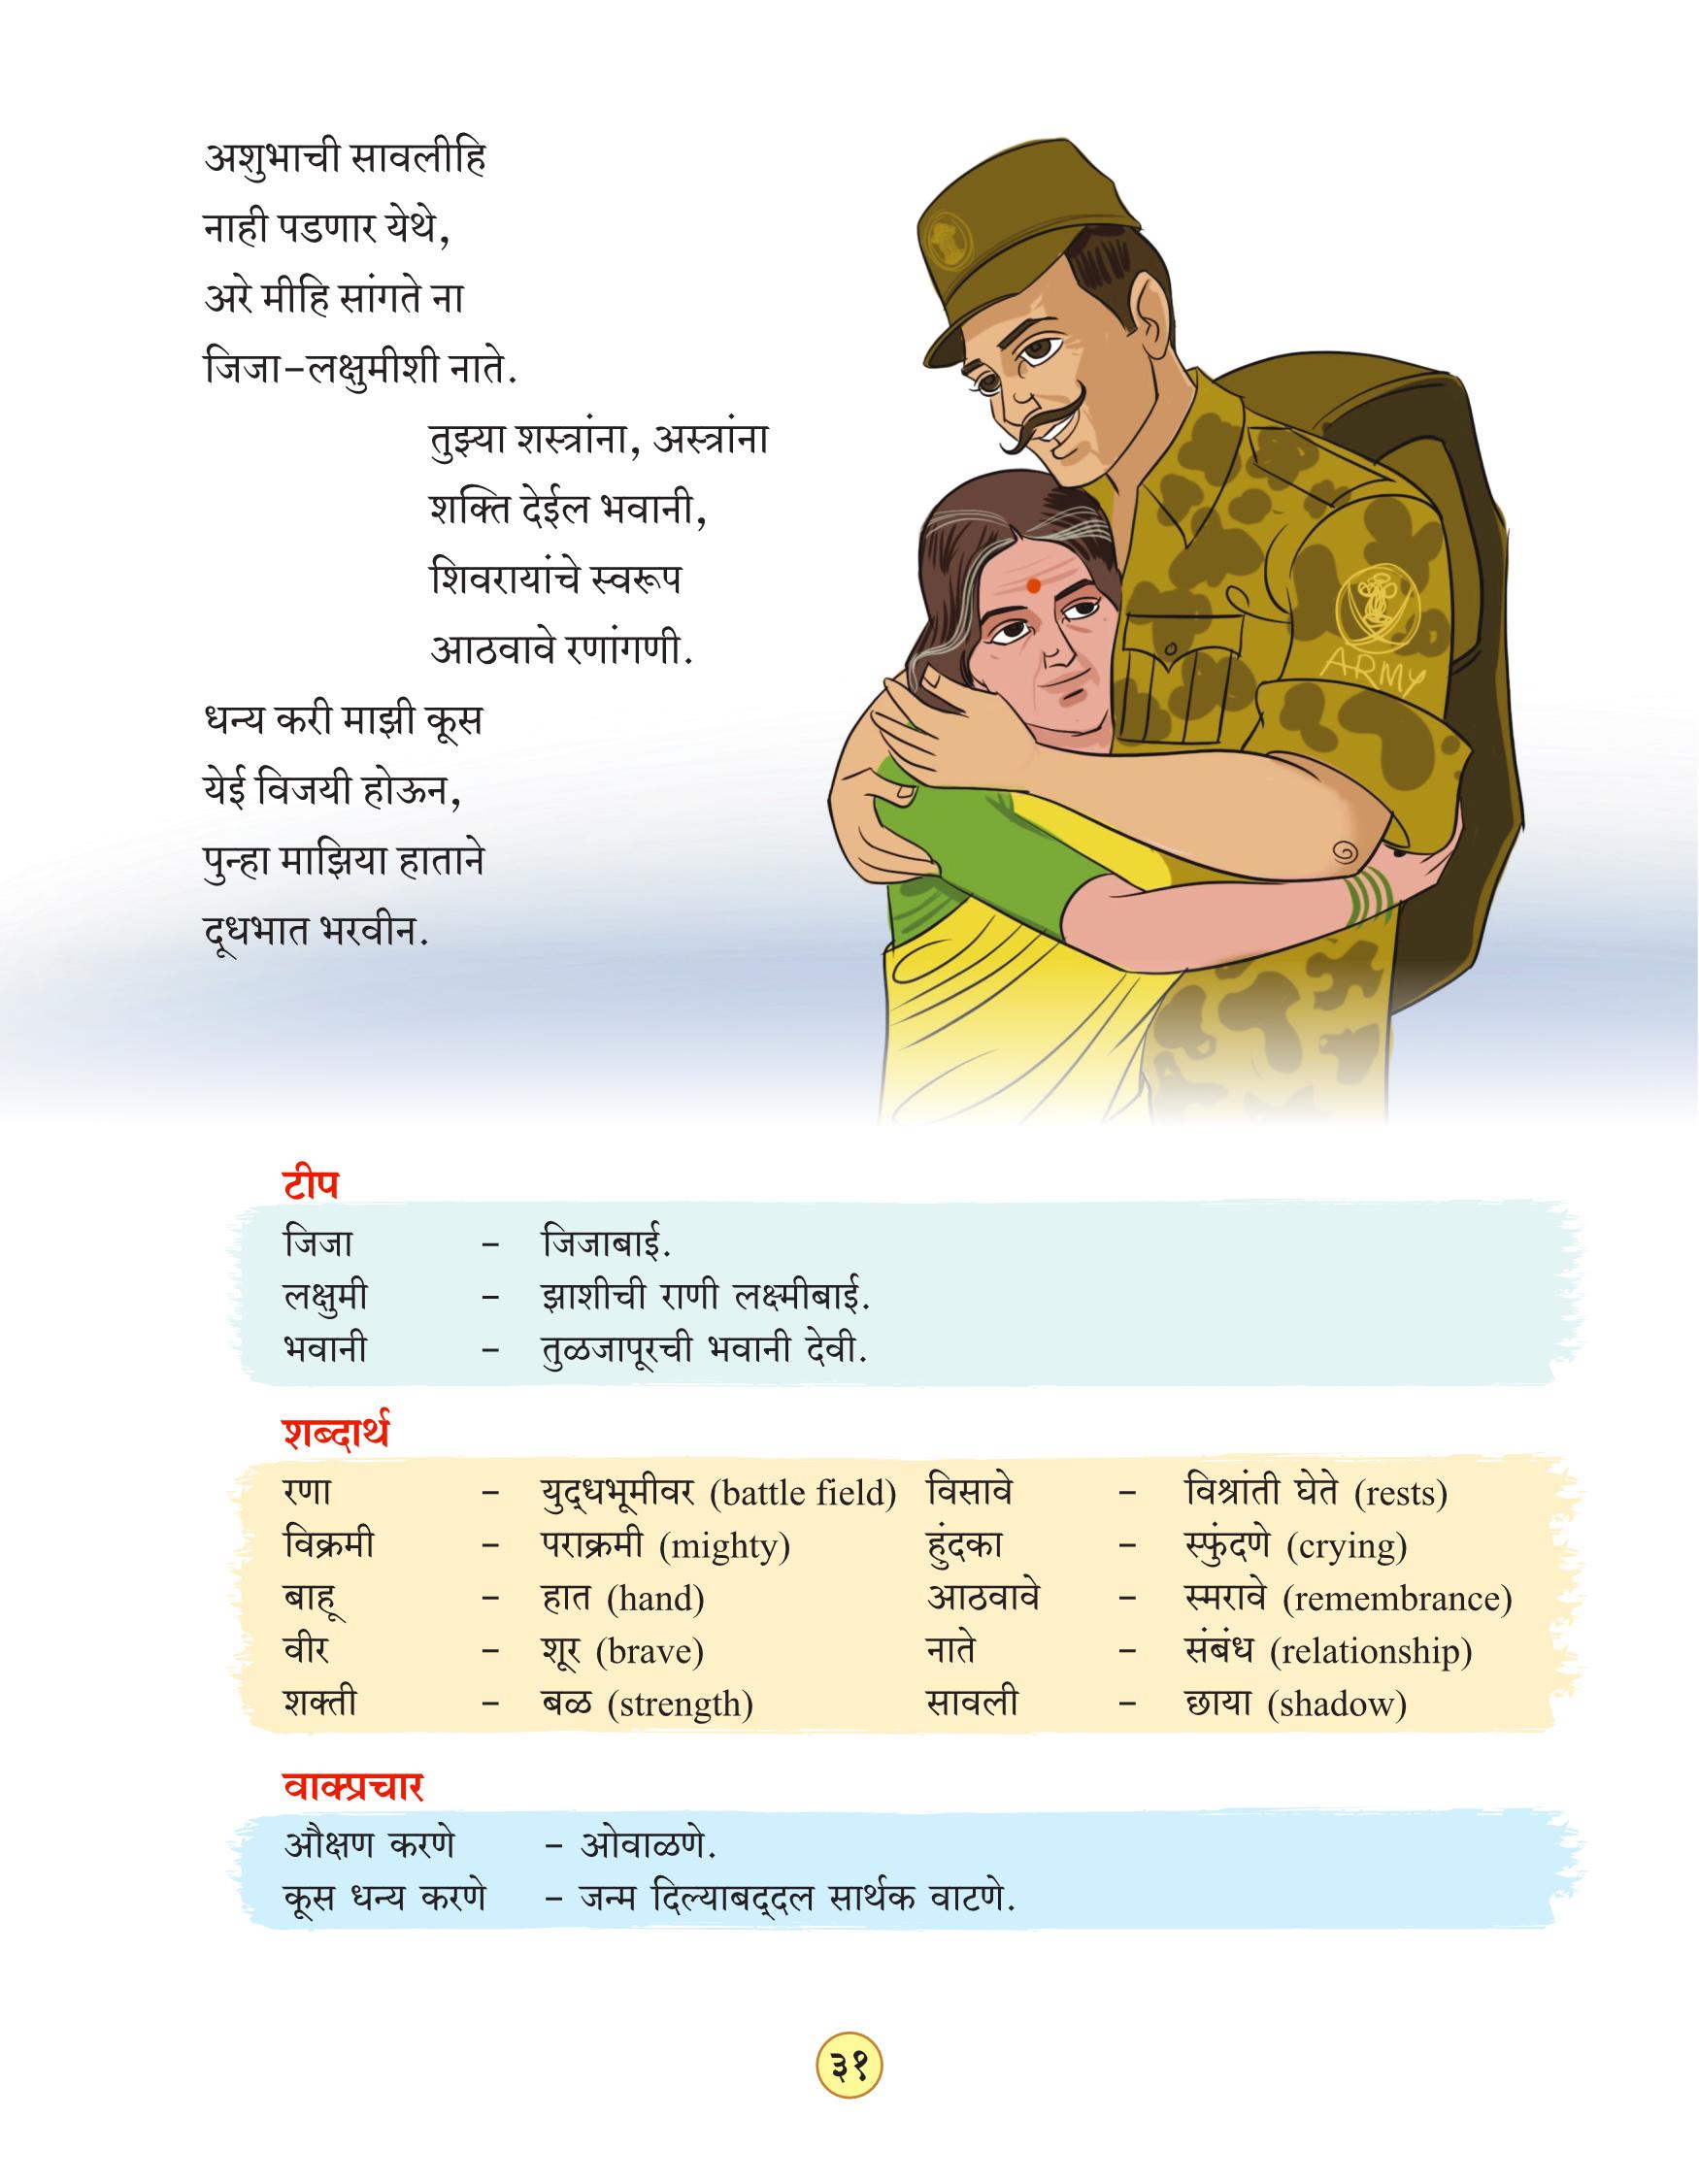 अशुभाची सावलीहि
नाही पडणार येथे,
अरे मीहि सांगते ना
जिजा-लक्षुमीशी नाते.
तुझ्या शस्त्रांना, अस्त्रांना
शक्ति देईल भवानी,
शिवरायांचे स्वरूप
आठवावे रणांगणी.
धन्य करी माझी कूस
येई विजयी होऊन,
पुन्हा माझिया हाताने
दूधभात भरवीन.
ARMY
टीप
जिजा – जिजाबाई.
लक्षुमी – झाशीची राणी लक्ष्मीबाई.
भवानी – तुळजापूरची भवानी देवी.
शब्दार्थ
रणा – युद्धभूमीवर (battle field) विसावे – विश्रांती घेते (rests)
विक्रमी – पराक्रमी (mighty) हुंदका – स्फुंदणे (crying)
बाहू – हात (hand) आठवावे – स्मरावे (remembrance)
वीर – शूर (brave) नाते – संबंध (relationship)
शक्ती – बळ (strength) सावली – छाया (shadow)
वाक्प्रचार
औक्षण करणे – ओवाळणे.
कूस धन्य करणे – जन्म दिल्याबद्दल सार्थक वाटणे.
३१